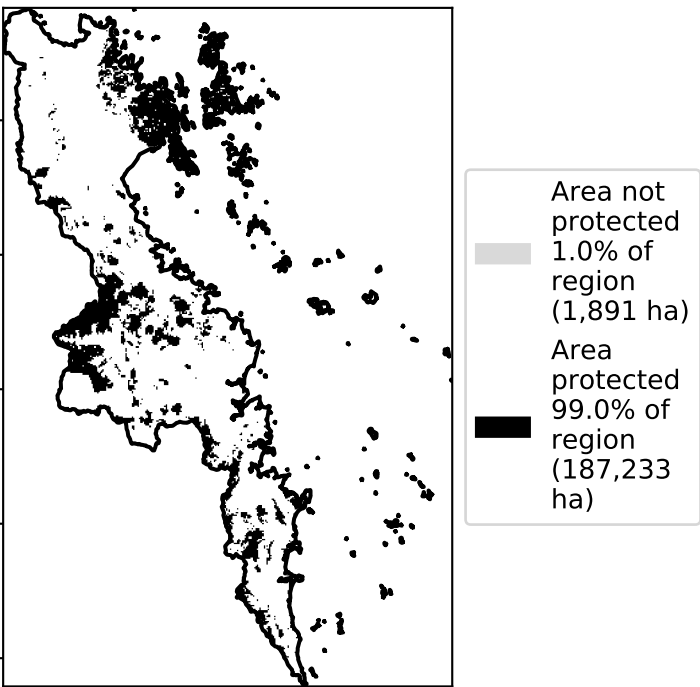 Area not
protected
1.0% of
region
(1,891 ha)
Area
protected
99.0% of
region
(187,233
ha)